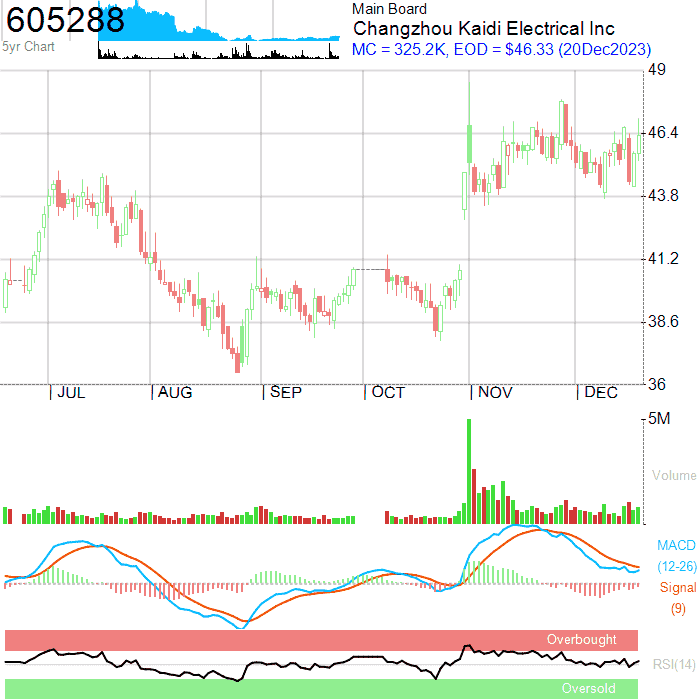 605288
5yr Chart
Main Board
Changzhou Kaidi Electrical Inc
MC = 325.2K, EOD = $46.33 (20Dec2023)
49
46.4
43.8
41.2
38.6
36
JUL
AUG
SEP
OCT
NOV
DEC
5M
Volume
MACD
(12-26)
Signal
(9)
Overbought
RSI(14)
Oversold